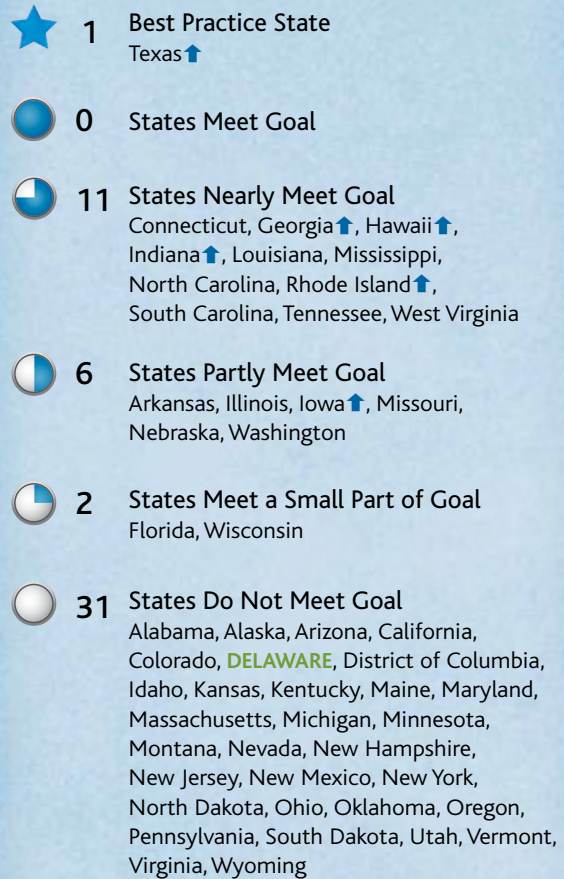 1 Best Practice State
Texas⬆
0 States Meet Goal
11 States Nearly Meet Goal
Connecticut, Georgia⬆, Hawaii⬆,
Indiana⬆, Louisiana, Mississippi,
North Carolina, Rhode Island⬆,
South Carolina, Tennessee, West Virginia
6 States Partly Meet Goal
Arkansas, Illinois, Iowa⬆, Missouri,
Nebraska, Washington
2 States Meet a Small Part of Goal
Florida, Wisconsin
31 States Do Not Meet Goal
Alabama, Alaska, Arizona, California,
Colorado, DELAWARE, District of Columbia,
Idaho, Kansas, Kentucky, Maine, Maryland,
Massachusetts, Michigan, Minnesota,
Montana, Nevada, New Hampshire,
New Jersey, New Mexico, New York,
North Dakota, Ohio, Oklahoma, Oregon,
Pennsylvania, South Dakota, Utah, Vermont,
Virginia, Wyoming